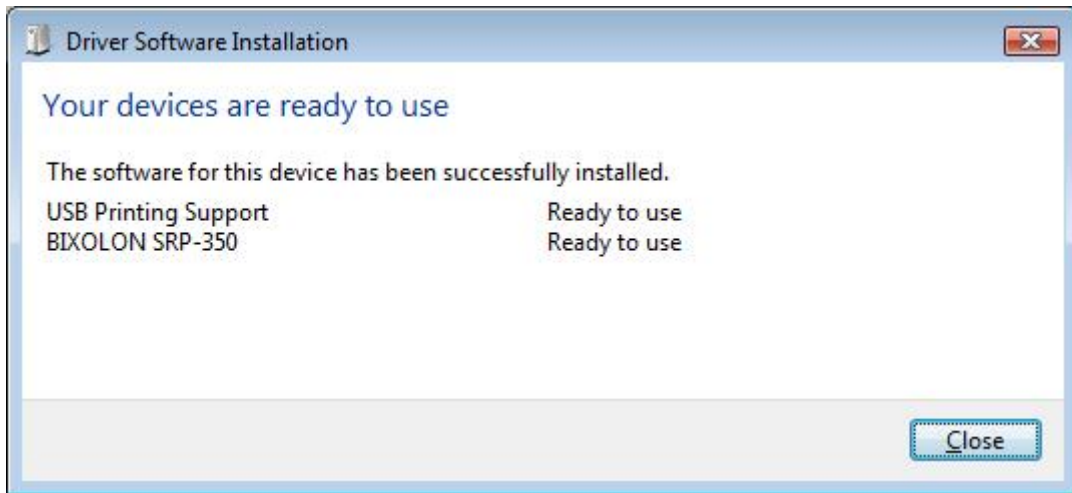 Driver Software Installation
Your devices are ready to use
The software for this device has been successfully installed.
USB Printing Support Ready to use
BIXOLON SRP-350 Ready to use
Close